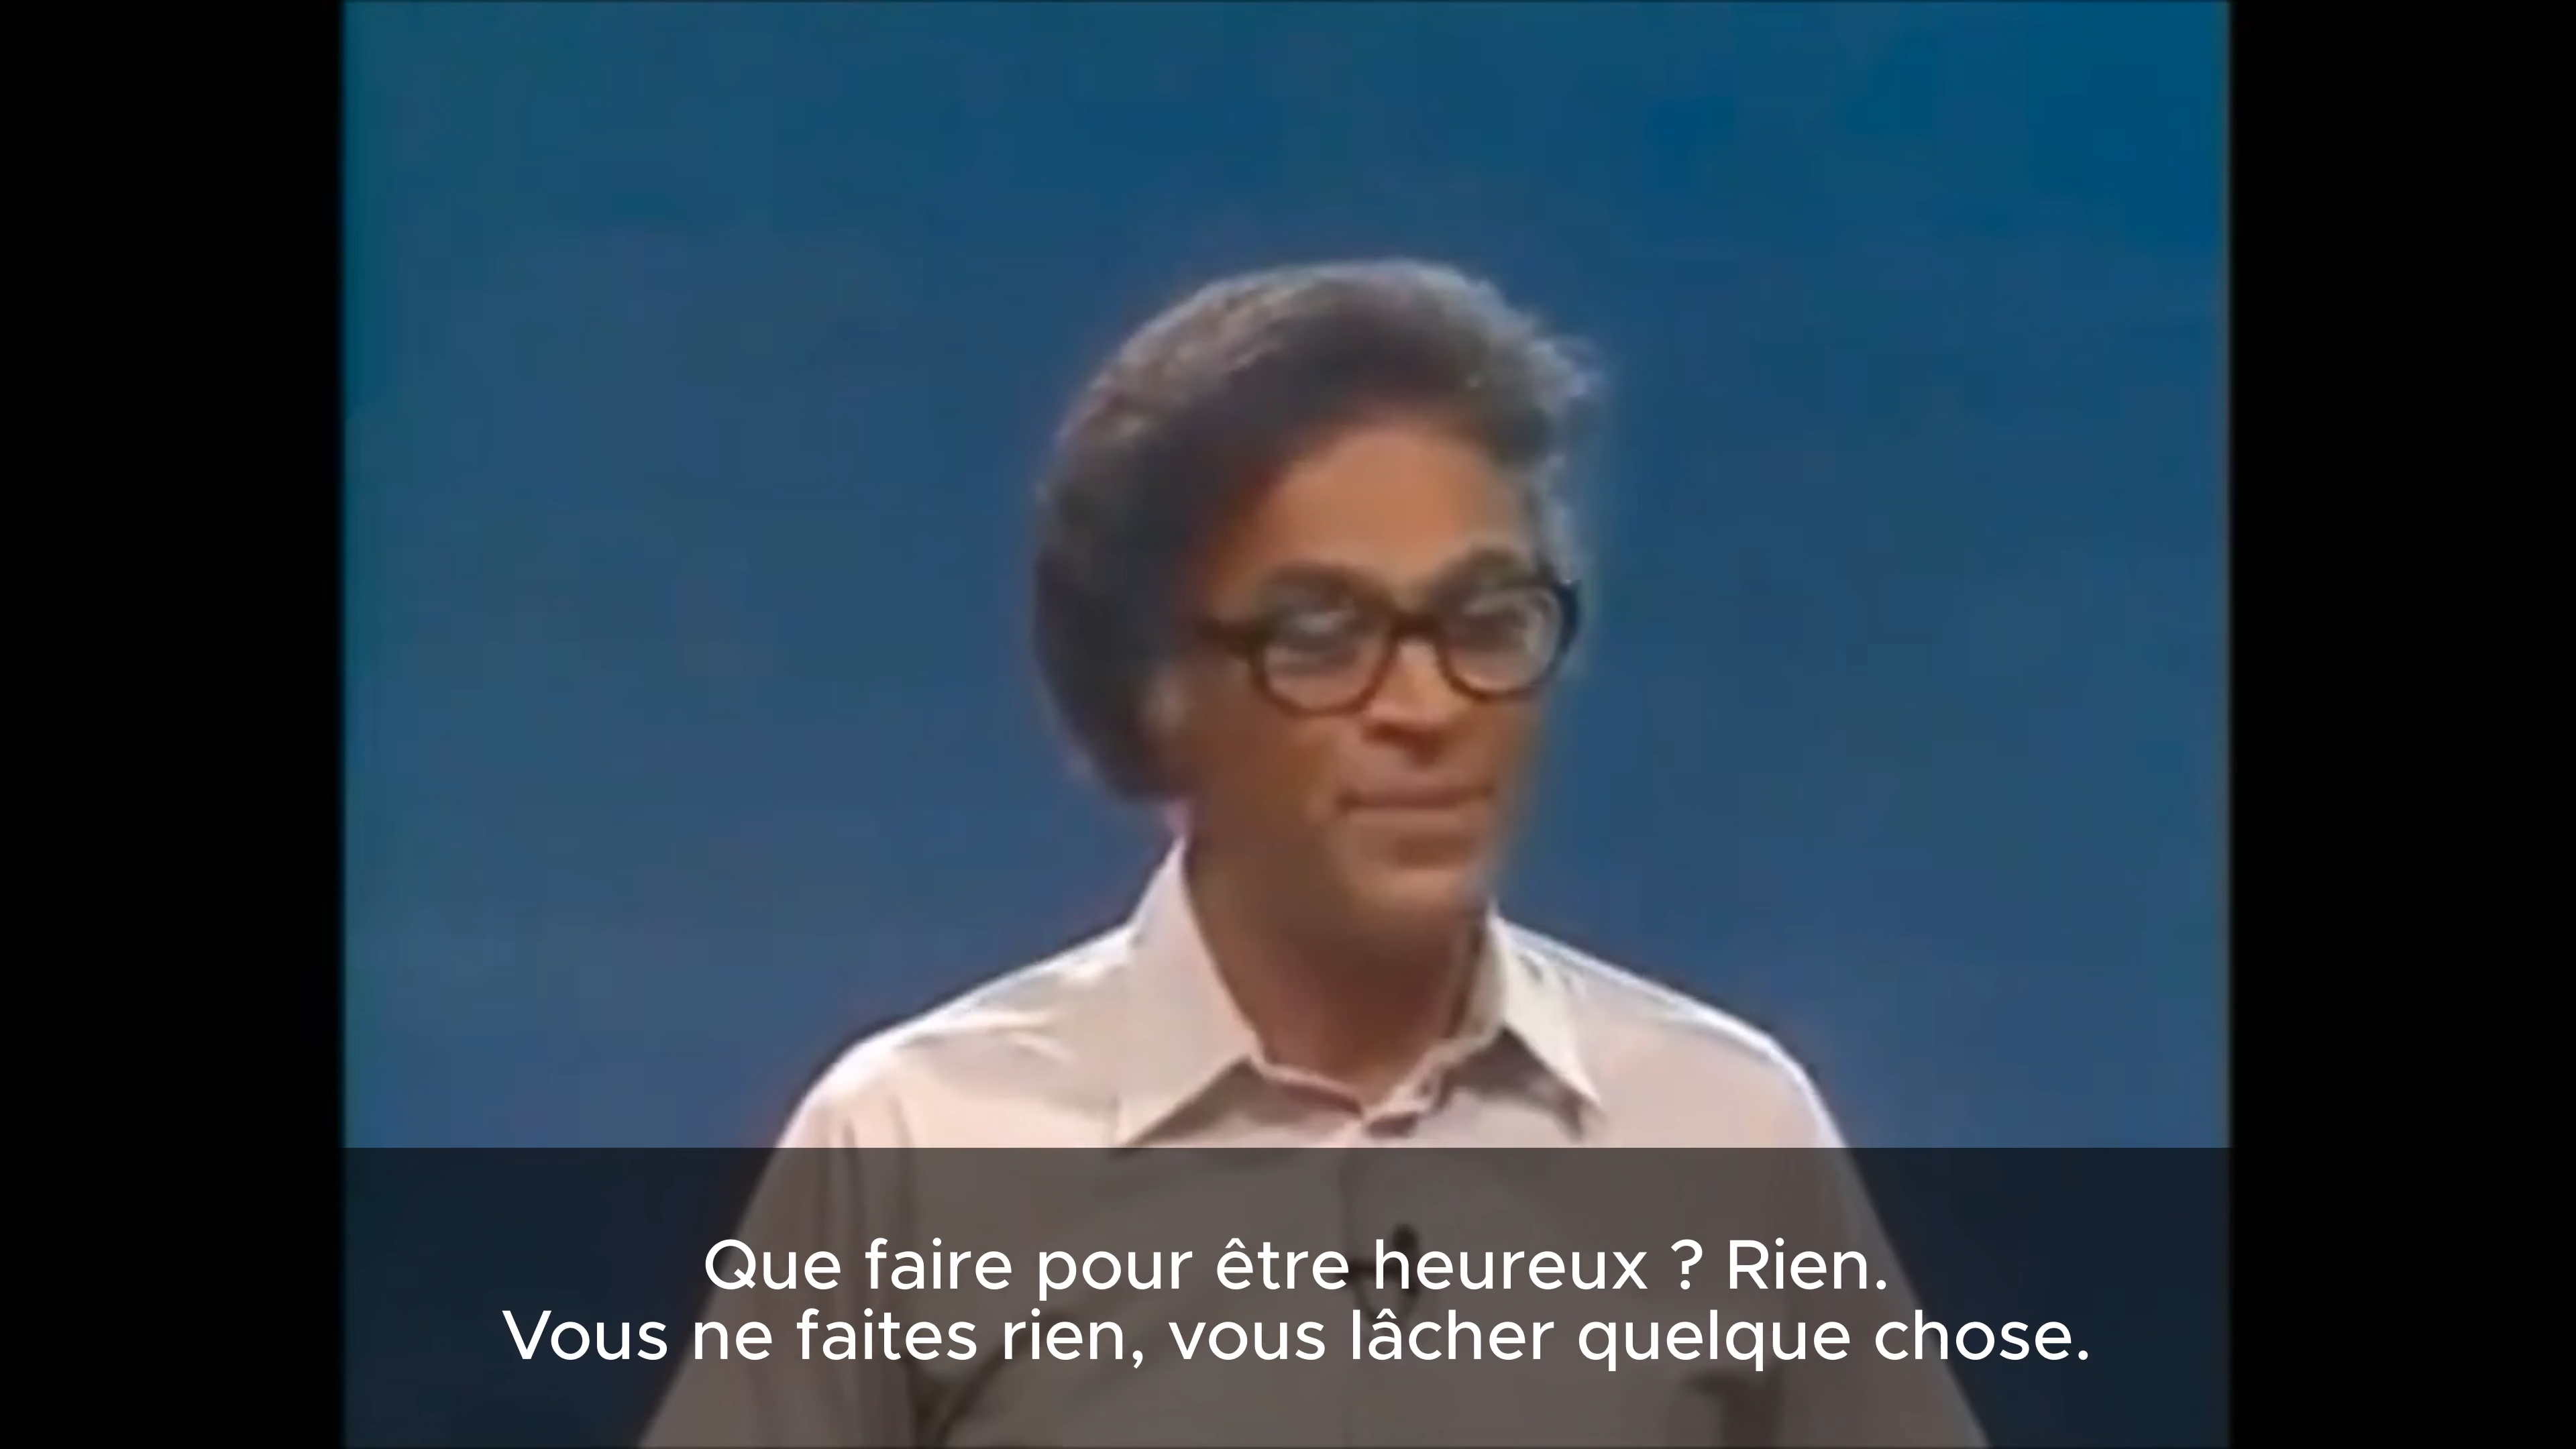 Que faire pour être heureux ? Rien.
Vous ne faites rien, vous lâcher quelque chose.